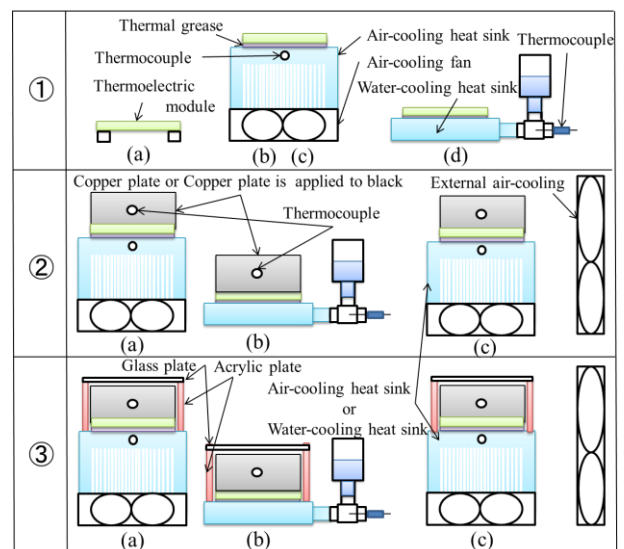 ①
Thermal grease
Thermocouple
Thermoelectric
module
Air-cooling heat sink
Air-cooling fan
Water-cooling heat sink
Thermocouple
(a)
(b) (c)
(d)
②
Copper plate or Copper plate is applied to black
Thermocouple
External air-cooling
(a)
(b)
(c)
③
Glass plate
Acrylic plate
Air-cooling heat sink
or
Water-cooling heat sink
(a)
(b)
(c)